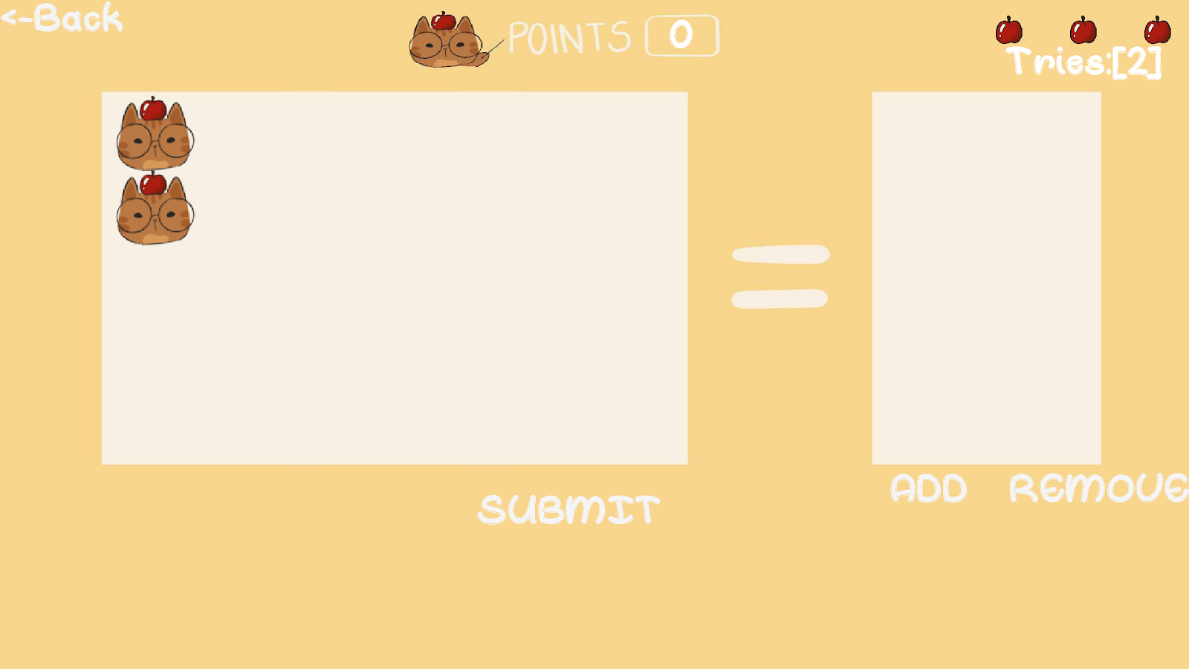 <-Back
POINTS 0
Tries:[2]
ADD REMOVE
SUBMIT